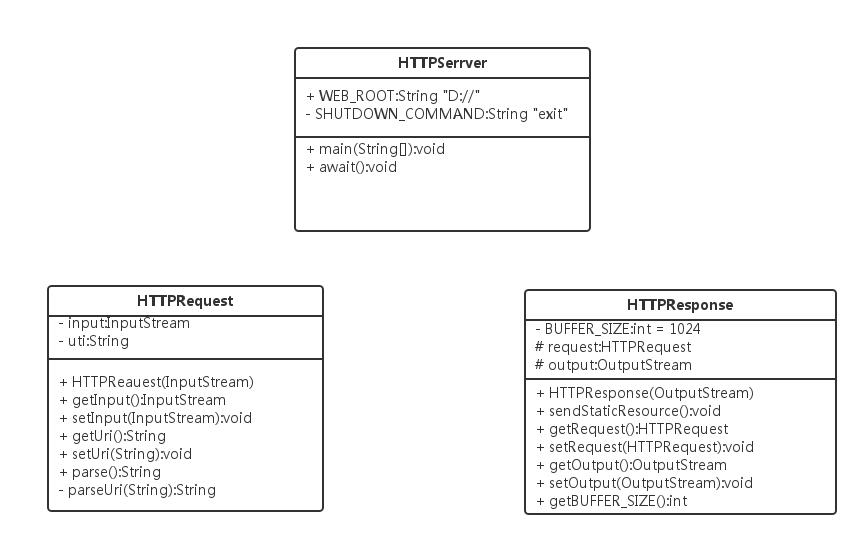 HTTPSerrver
+ WEB_ROOT:String "D://"
- SHUTDOWN_COMMAND:String "exit"
+ main(String[]):void
+ await():void
HTTPRequest
- input:InputStream
- uti:String
+ HTTPReauest(InputStream)
+ getInput():InputStream
+ setInput(InputStream):void
+ getUri():String
+ setUri(String):void
+ parse():String
- parseUri(String):String
HTTPResponse
- BUFFER_SIZE:int = 1024
# request:HTTPRequest
# output:OutputStream
+ HTTPResponse(OutputStream)
+ sendStaticResource():void
+ getRequest():HTTPRequest
+ setRequest(HTTPRequest):void
+ getOutput():OutputStream
+ setOutput(OutputStream):void
+ getBUFFER_SIZE():int